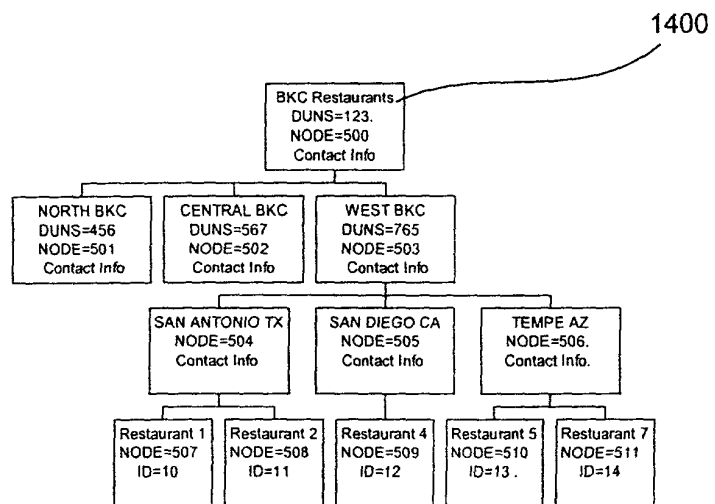 1400
BKC Restaurants
DUNS=123.
NODE=500
Contact Info
NORTH BKC
DUNS=456
NODE=501
Contact Info
CENTRAL BKC
DUNS=567
NODE=502
Contact Info
WEST BKC
DUNS=765
NODE=503
Contact Info
SAN ANTONIO TX
NODE=504
Contact Info
SAN DIEGO CA
NODE=505
Contact Info
TEMPE AZ
NODE=506.
Contact Info.
Restaurant 1
NODE=507
ID=10
Restaurant 2
NODE=508
ID=11
Restaurant 4
NODE=509
ID=12
Restaurant 5
NODE=510
ID=13 .
Restuarant 7
NODE=511
ID=14